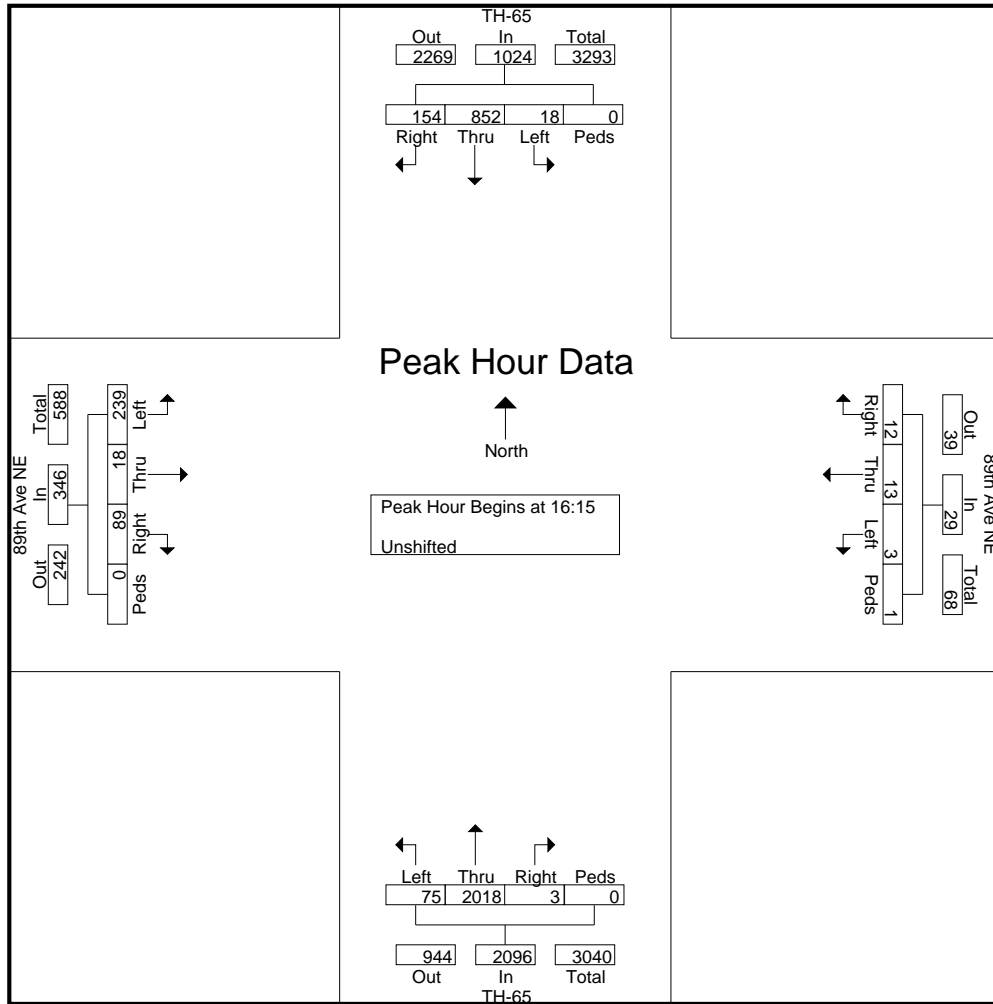 TH-65
Out In Total
2269 1024 3293
154 852 18 0
Right Thru Left Peds
Peak Hour Data
North
Peak Hour Begins at 16:15
Unshifted
89th Ave NE
Out In Total
242 346 588
Left Thru Right Peds
239 18 89 0
89th Ave NE
Out In Total
39 29 68
Right Thru Left Peds
12 13 3 1
Left Thru Right Peds
75 2018 3 0
944 2096 3040
Out In Total
TH-65